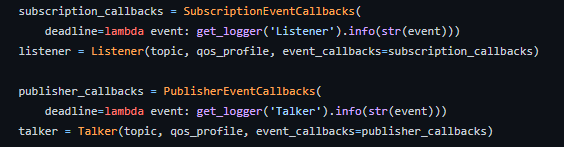 subscription_callbacks = SubscriptionEventCallbacks(
    deadline=lambda event: get_logger('Listener').info(str(event)))
listener = Listener(topic, qos_profile, event_callbacks=subscription_callbacks)

publisher_callbacks = PublisherEventCallbacks(
    deadline=lambda event: get_logger('Talker').info(str(event)))
talker = Talker(topic, qos_profile, event_callbacks=publisher_callbacks)